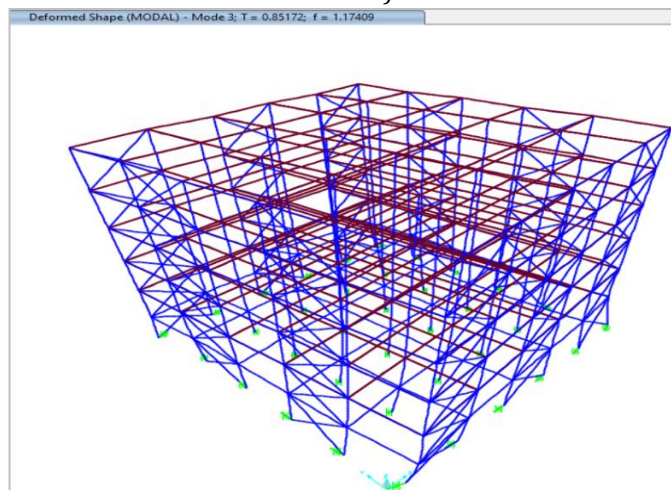 Deformed Shape (MODAL) - Mode 3; T = 0.85172; f = 1.17409